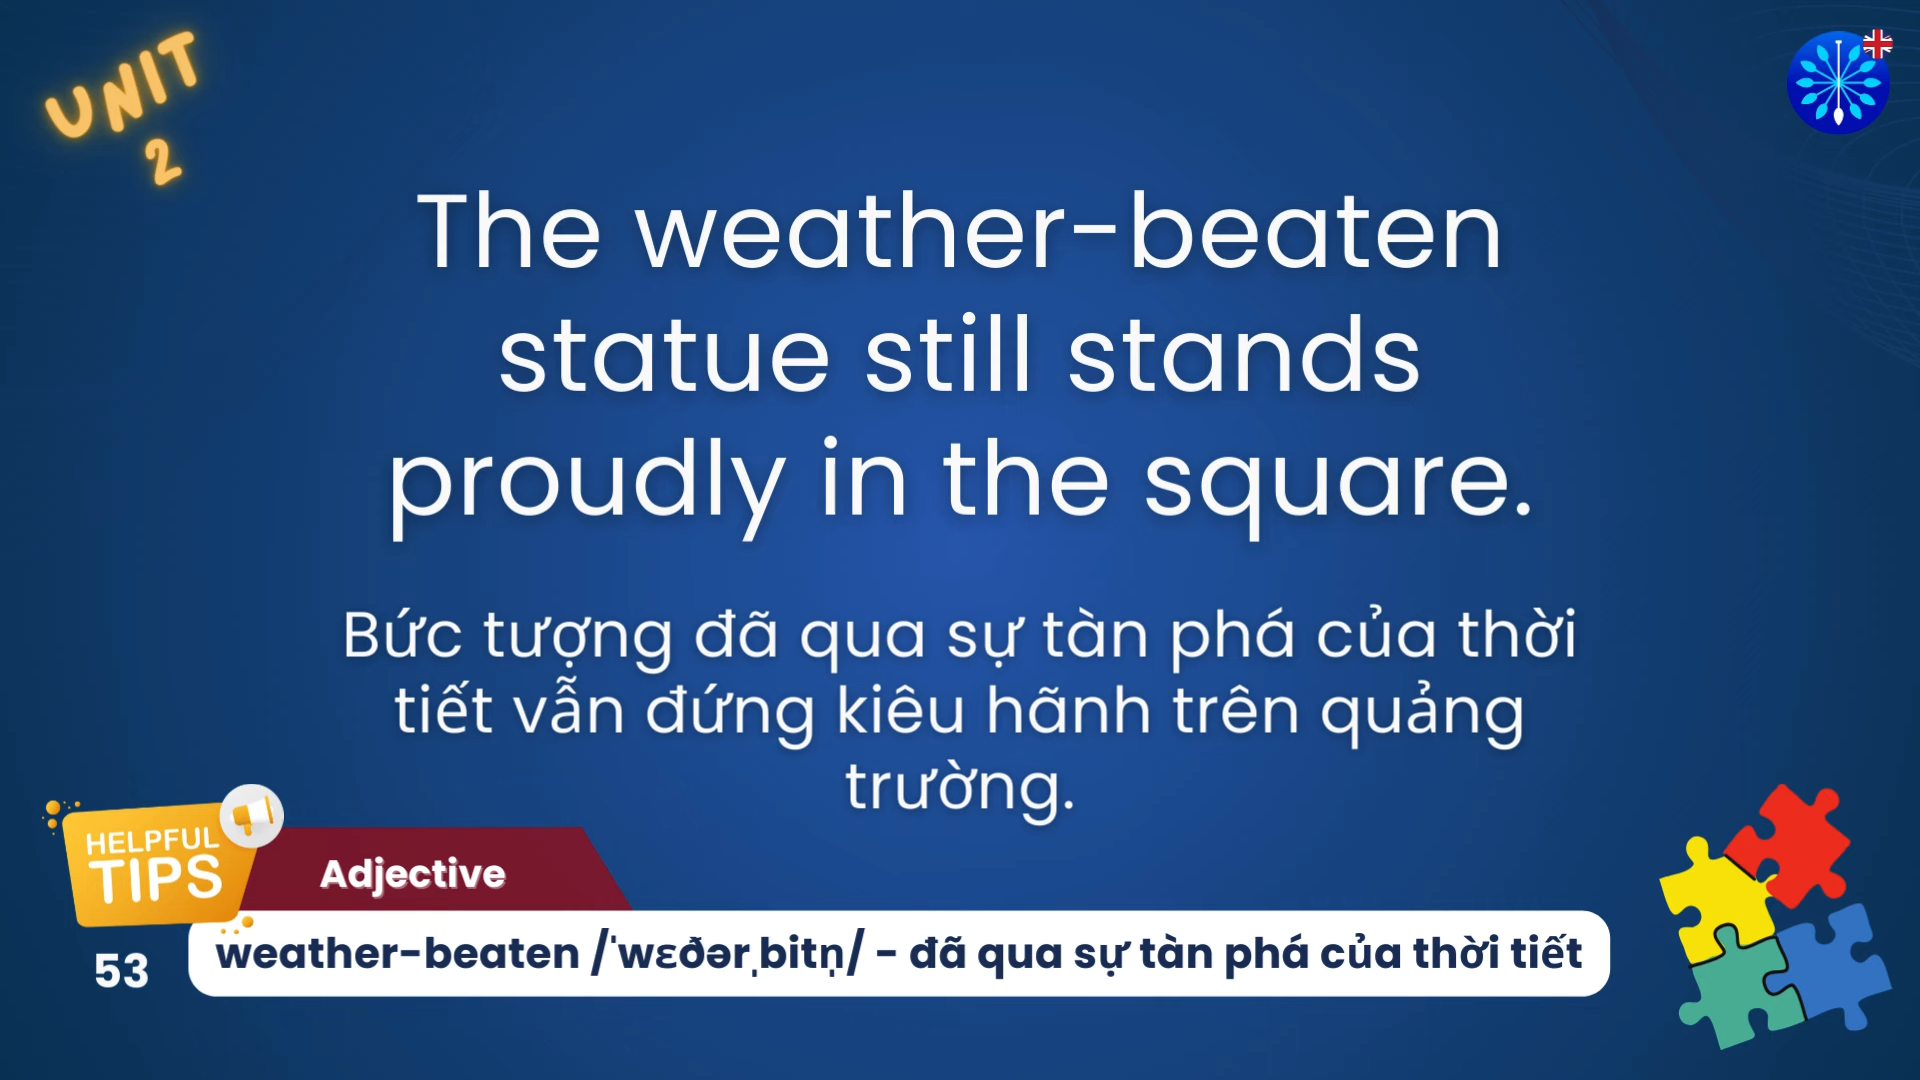 UNIT
2
The weather-beaten
statue still stands
proudly in the square.
Bức tượng đã qua sự tàn phá của thời
tiết vẫn đứng kiêu hãnh trên quảng
trường.
HELPFUL
TIPS
Adjective
53
weather-beaten /ˈwɛðərˌbitn̩/ - đã qua sự tàn phá của thời tiết